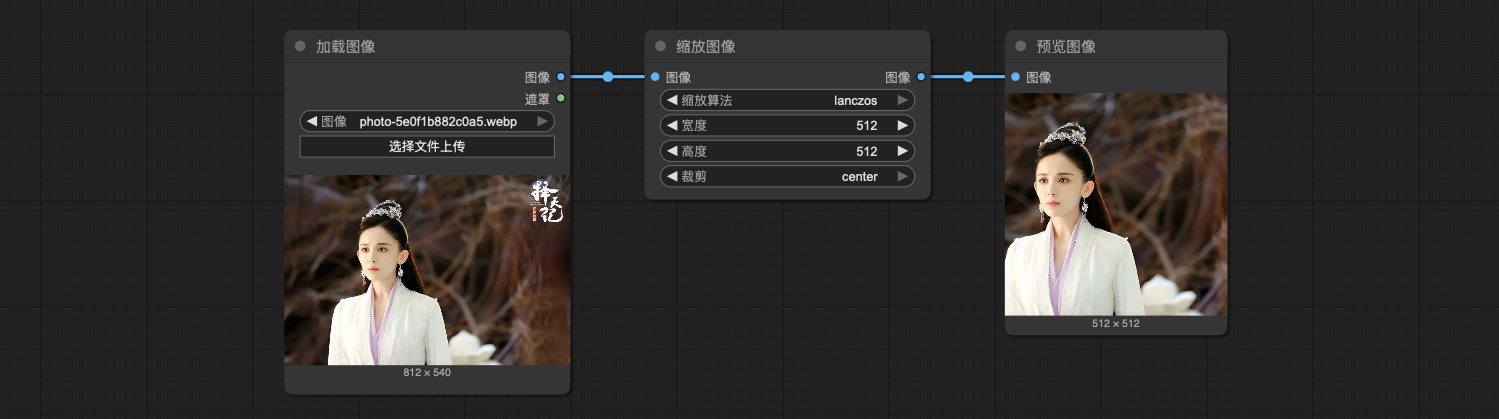 加载图像
图像
遮罩
图像 photo-5e0f1b882c0a5.webp
选择文件上传
择天记
812 × 540
缩放图像
图像 图像
缩放算法 lanczos
宽度 512
高度 512
裁剪 center
预览图像
图像
512 × 512